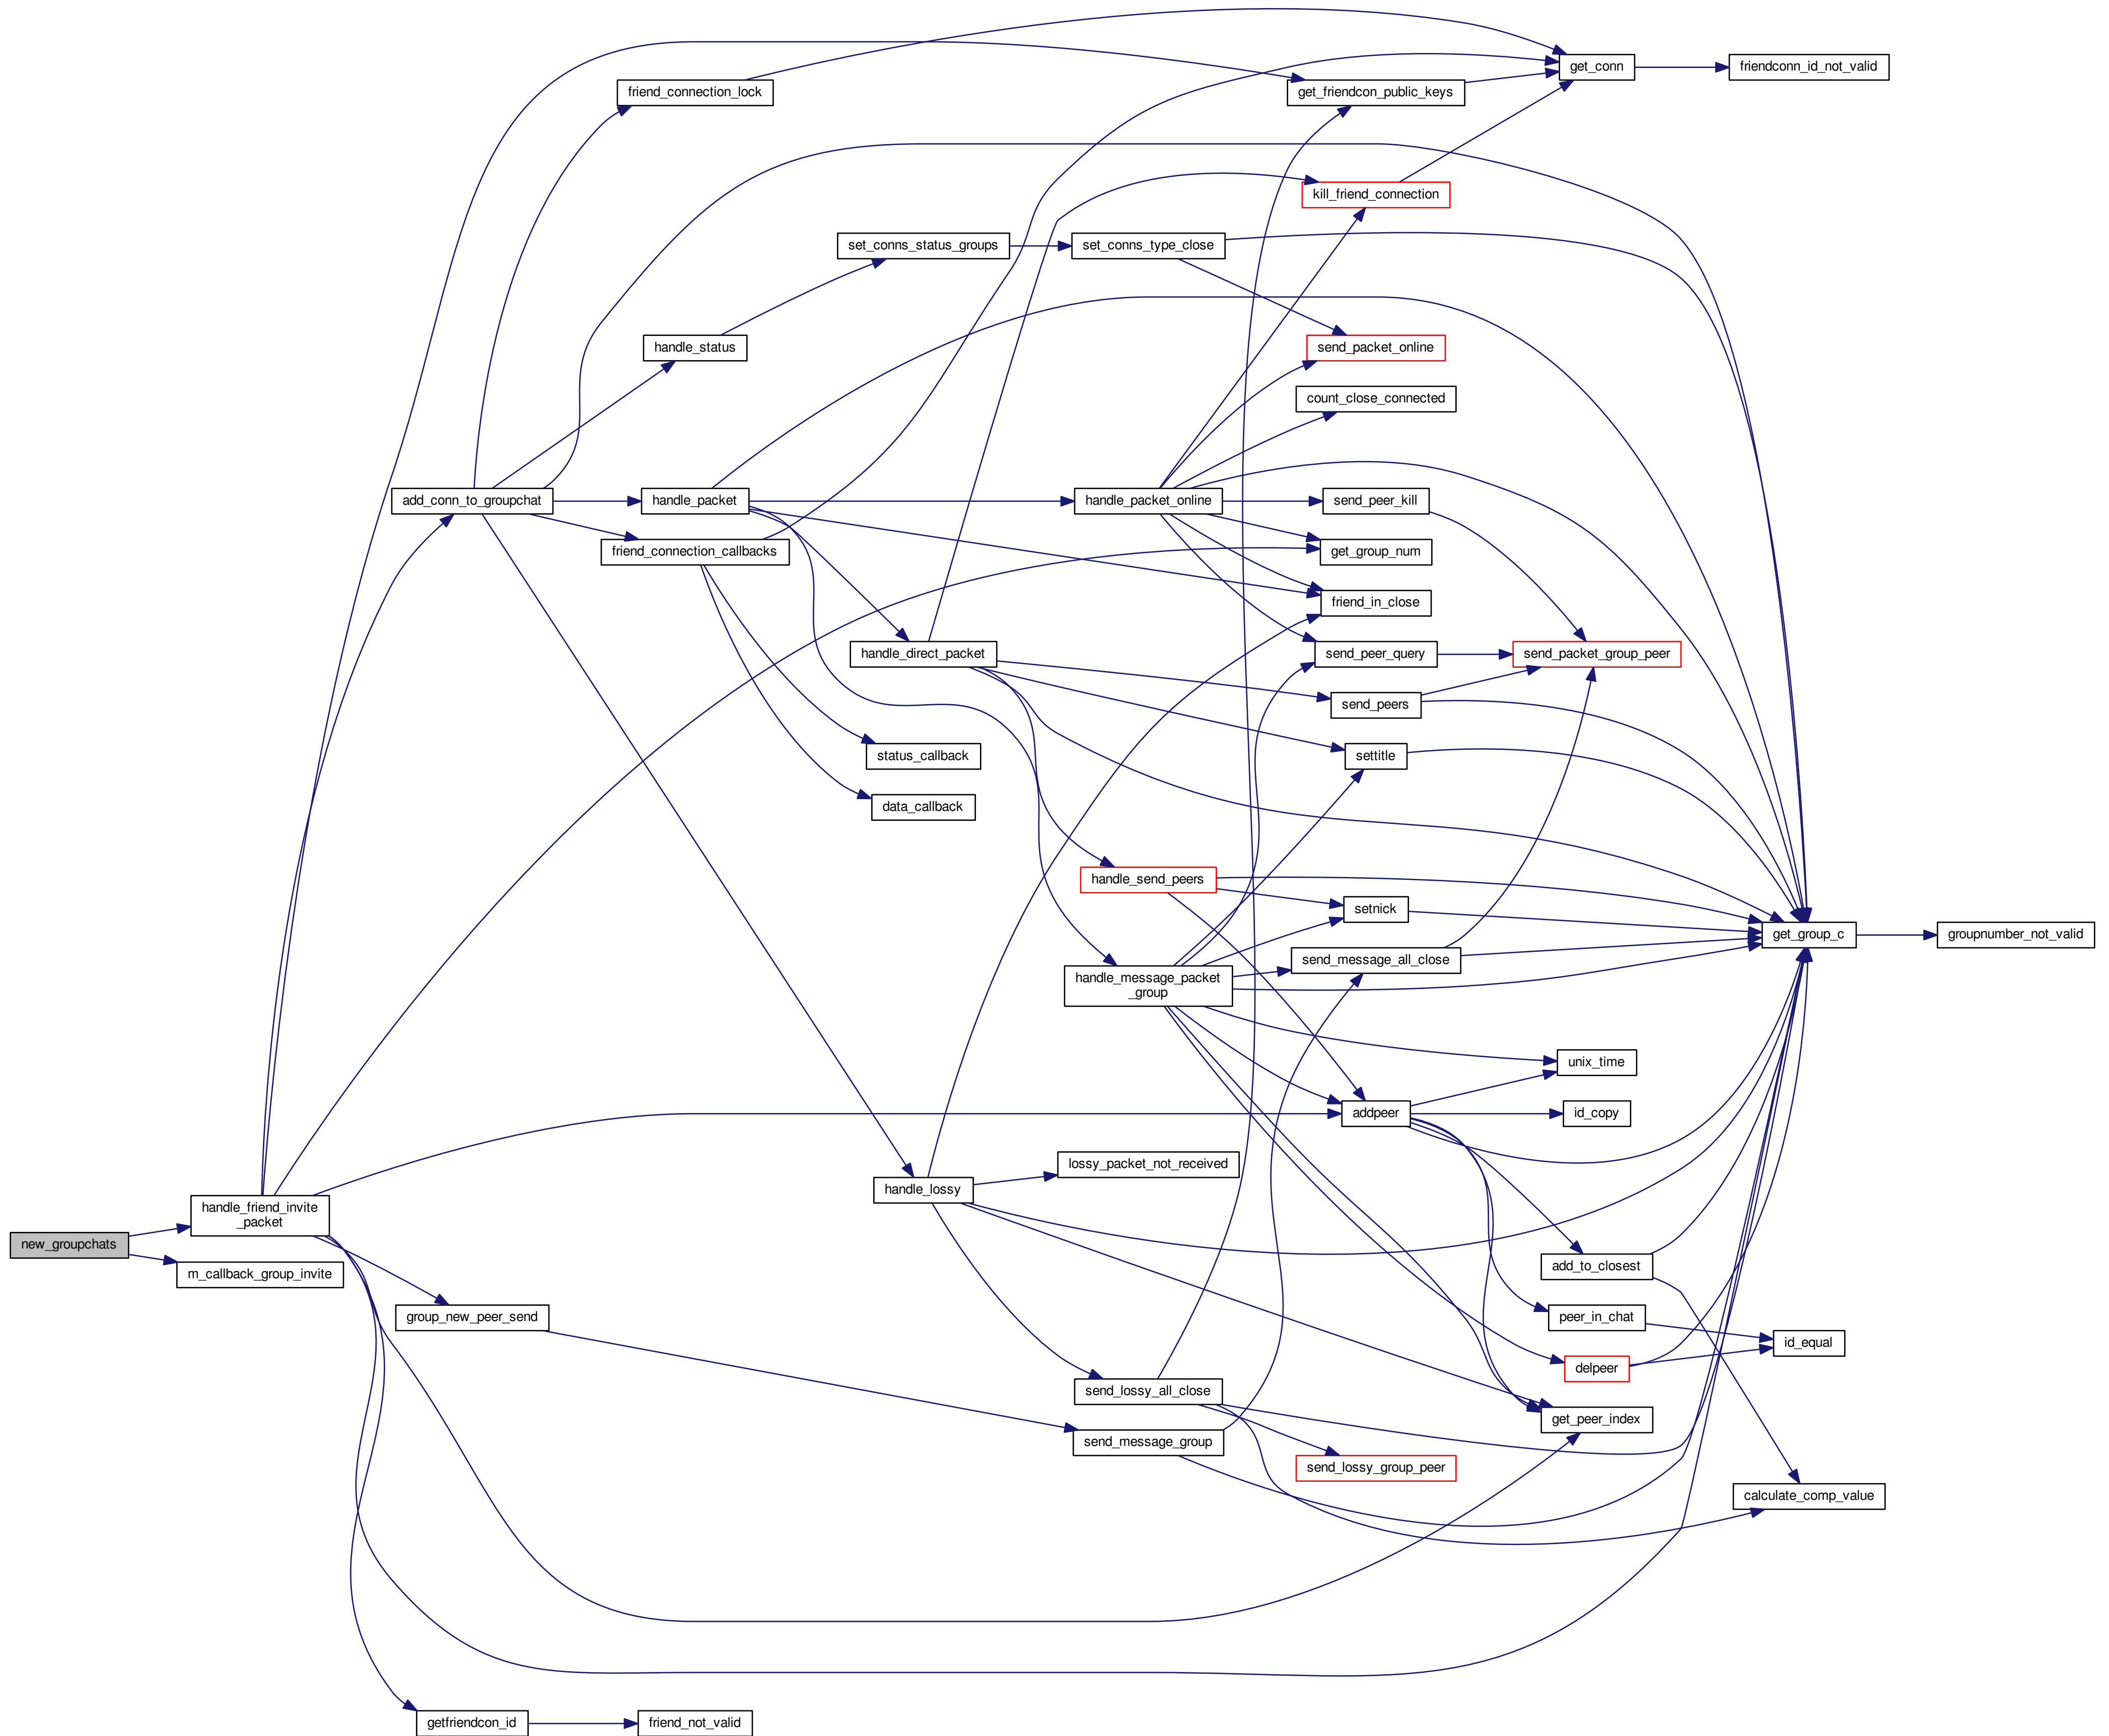 get_conn
friendconn_id_not_valid
friend_connection_lock
get_friendcon_public_keys
kill_friend_connection
set_conns_status_groups
set_conns_type_close
handle_status
send_packet_online
count_close_connected
add_conn_to_groupchat
handle_packet
handle_packet_online
send_peer_kill
friend_connection_callbacks
get_group_num
friend_in_close
handle_direct_packet
send_peer_query
send_packet_group_peer
send_peers
status_callback
settitle
data_callback
handle_send_peers
setnick
get_group_c
groupnumber_not_valid
send_message_all_close
handle_message_packet
_group
unix_time
addpeer
id_copy
lossy_packet_not_received
handle_lossy
handle_friend_invite
_packet
new_groupchats
m_callback_group_invite
add_to_closest
group_new_peer_send
peer_in_chat
id_equal
delpeer
send_lossy_all_close
get_peer_index
send_message_group
send_lossy_group_peer
calculate_comp_value
getfriendcon_id
friend_not_valid